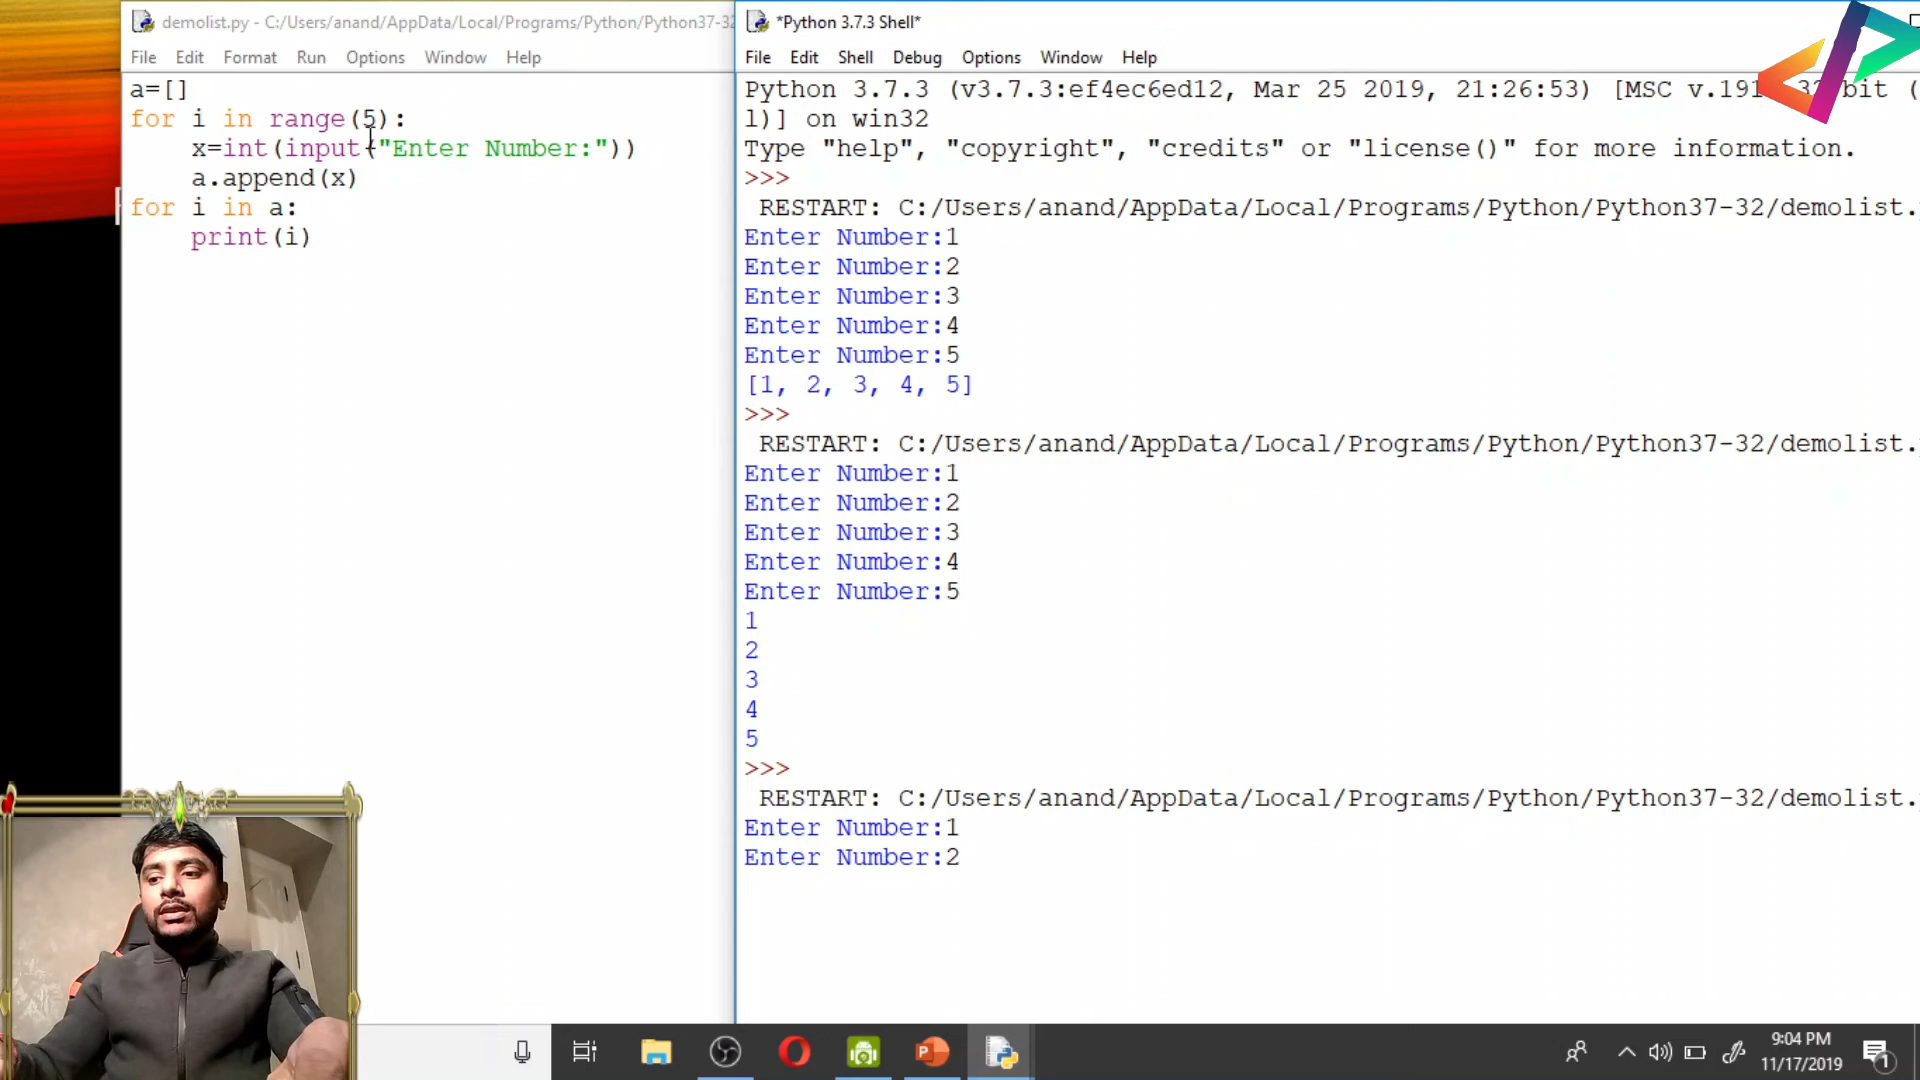 demolist.py - C:/Users/anand/AppData/Local/Programs/Python/Python37-32
File Edit Format Run Options Window Help
a=[]
for i in range(5):
x=int(input("Enter Number:"))
a.append(x)
for i in a:
print(i)
*Python 3.7.3 Shell*
File Edit Shell Debug Options Window Help
Python 3.7.3 (v3.7.3:ef4ec6ed12, Mar 25 2019, 21:26:53) [MSC v.191 32 bit (
l)] on win32
Type "help", "copyright", "credits" or "license()" for more information.
>>>
RESTART: C:/Users/anand/AppData/Local/Programs/Python/Python37-32/demolist.
Enter Number:1
Enter Number:2
Enter Number:3
Enter Number:4
Enter Number:5
[1, 2, 3, 4, 5]
>>>
RESTART: C:/Users/anand/AppData/Local/Programs/Python/Python37-32/demolist.
Enter Number:1
Enter Number:2
Enter Number:3
Enter Number:4
Enter Number:5
1
2
3
4
5
>>>
RESTART: C:/Users/anand/AppData/Local/Programs/Python/Python37-32/demolist.
Enter Number:1
Enter Number:2
9:04 PM
11/17/2019
1